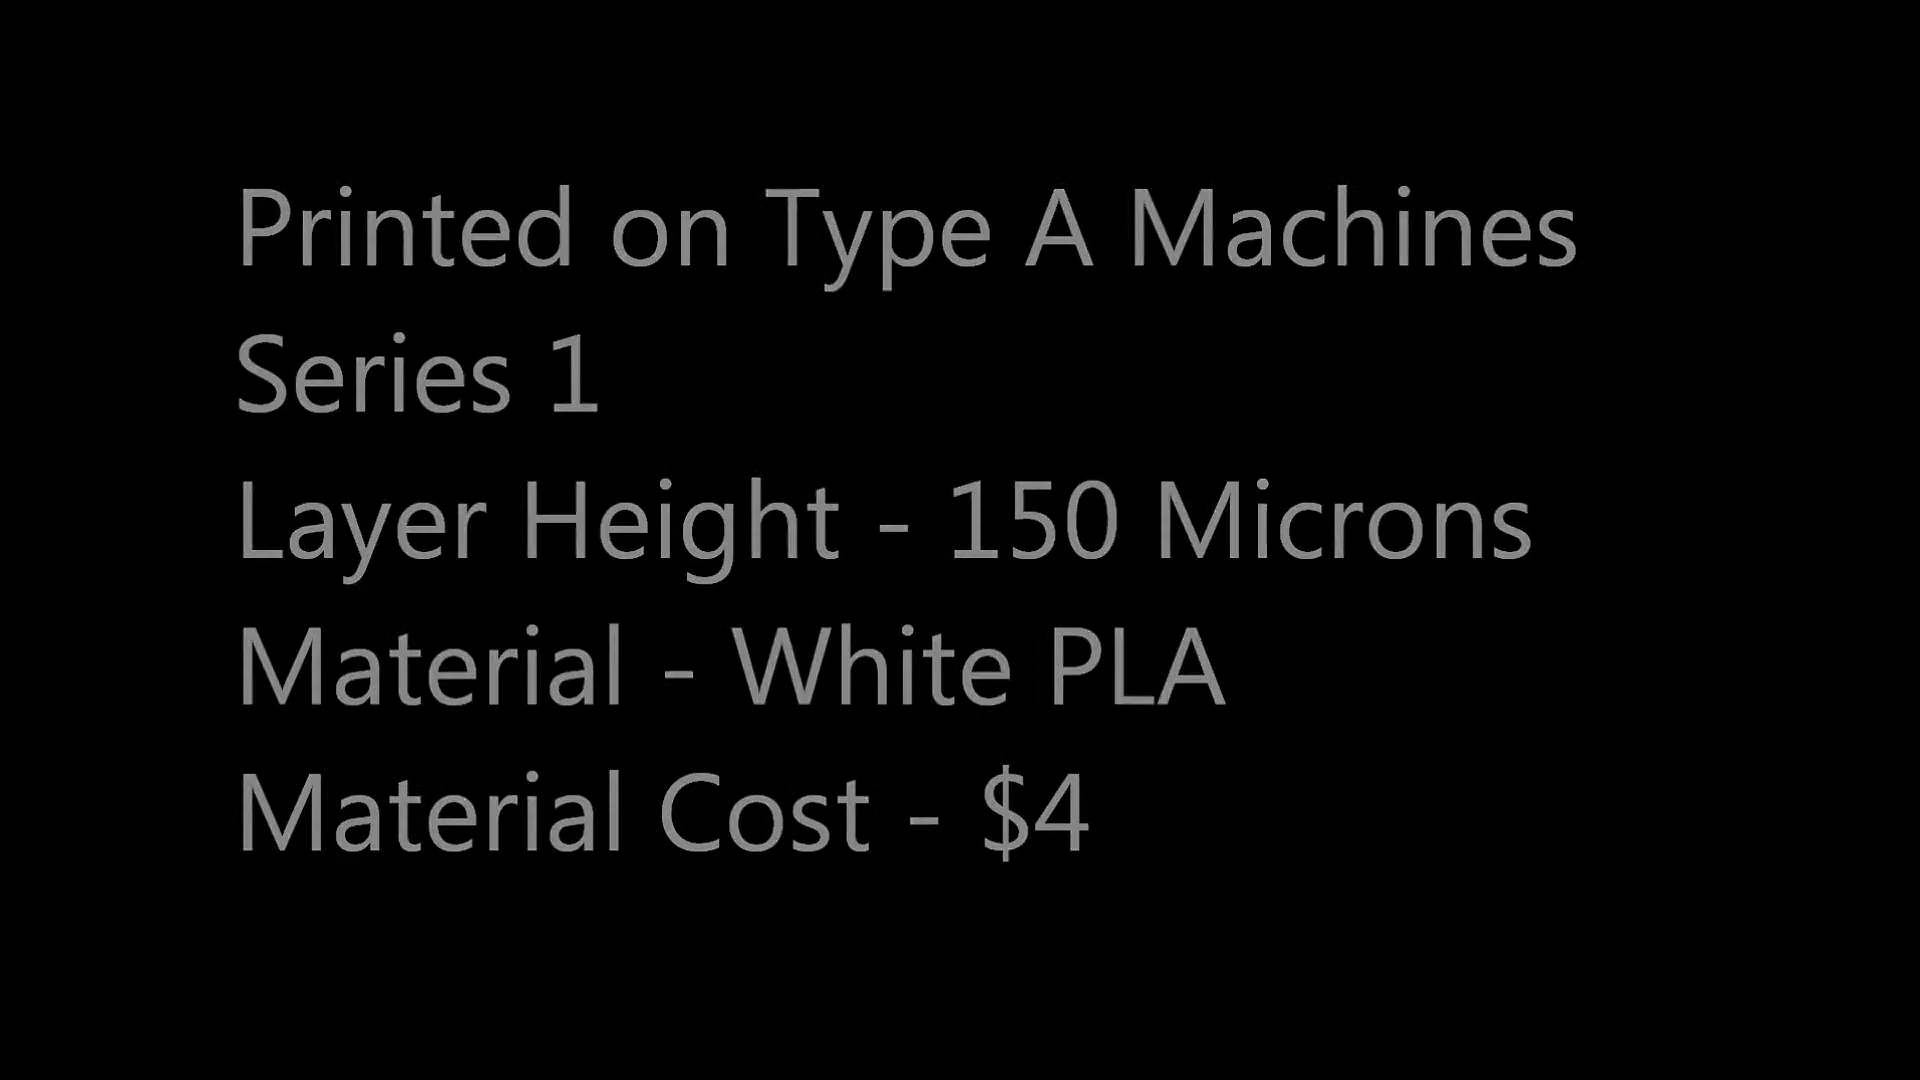 Printed on Type A Machines
Series 1
Layer Height - 150 Microns
Material - White PLA
Material Cost - $4